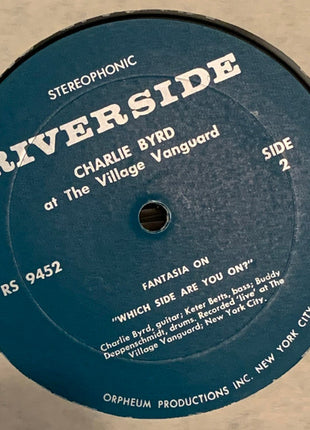 RIVERSIDE
STEREOPHONIC
CHARLIE BYRD
at The Village Vanguard
SIDE
2
RS 9452
FANTASIA ON
"WHICH SIDE ARE YOU ON?"
Charlie Byrd, guitar; Keter Betts, bass; Buddy
Deppenschmidt, drums. Recorded 'live' at The
Village Vanguard; New York City.
ORPHEUM PRODUCTIONS INC. NEW YORK CITY